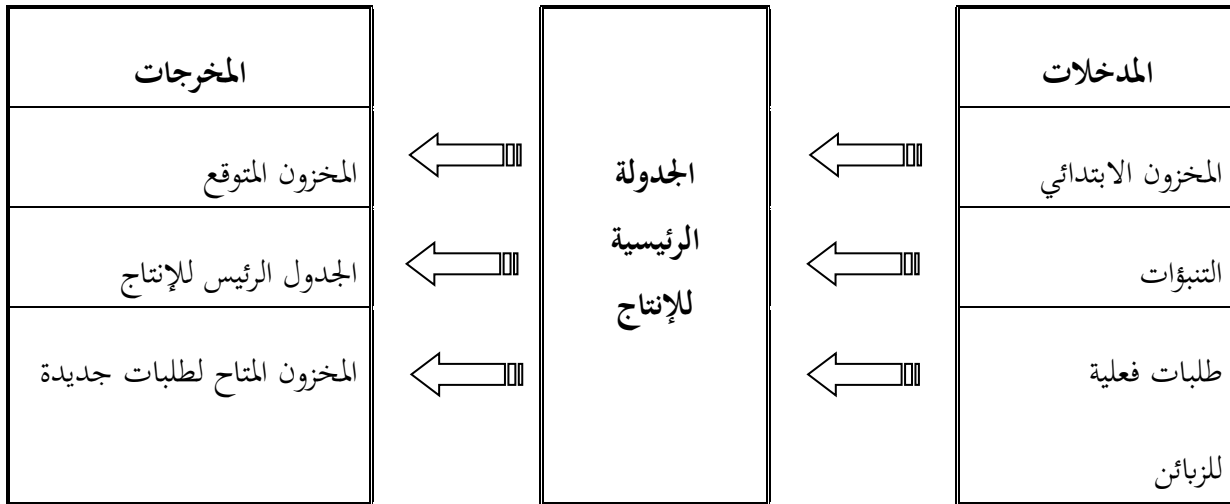 المدخلات
المخزون الابتدائي
التنبؤات
طلبات فعلية
للزبائن
الجدولة
الرئيسية
للإنتاج
المخرجات
المخزون المتوقع
الجدول الرئيس للإنتاج
المخزون المتاح لطلبات جديدة